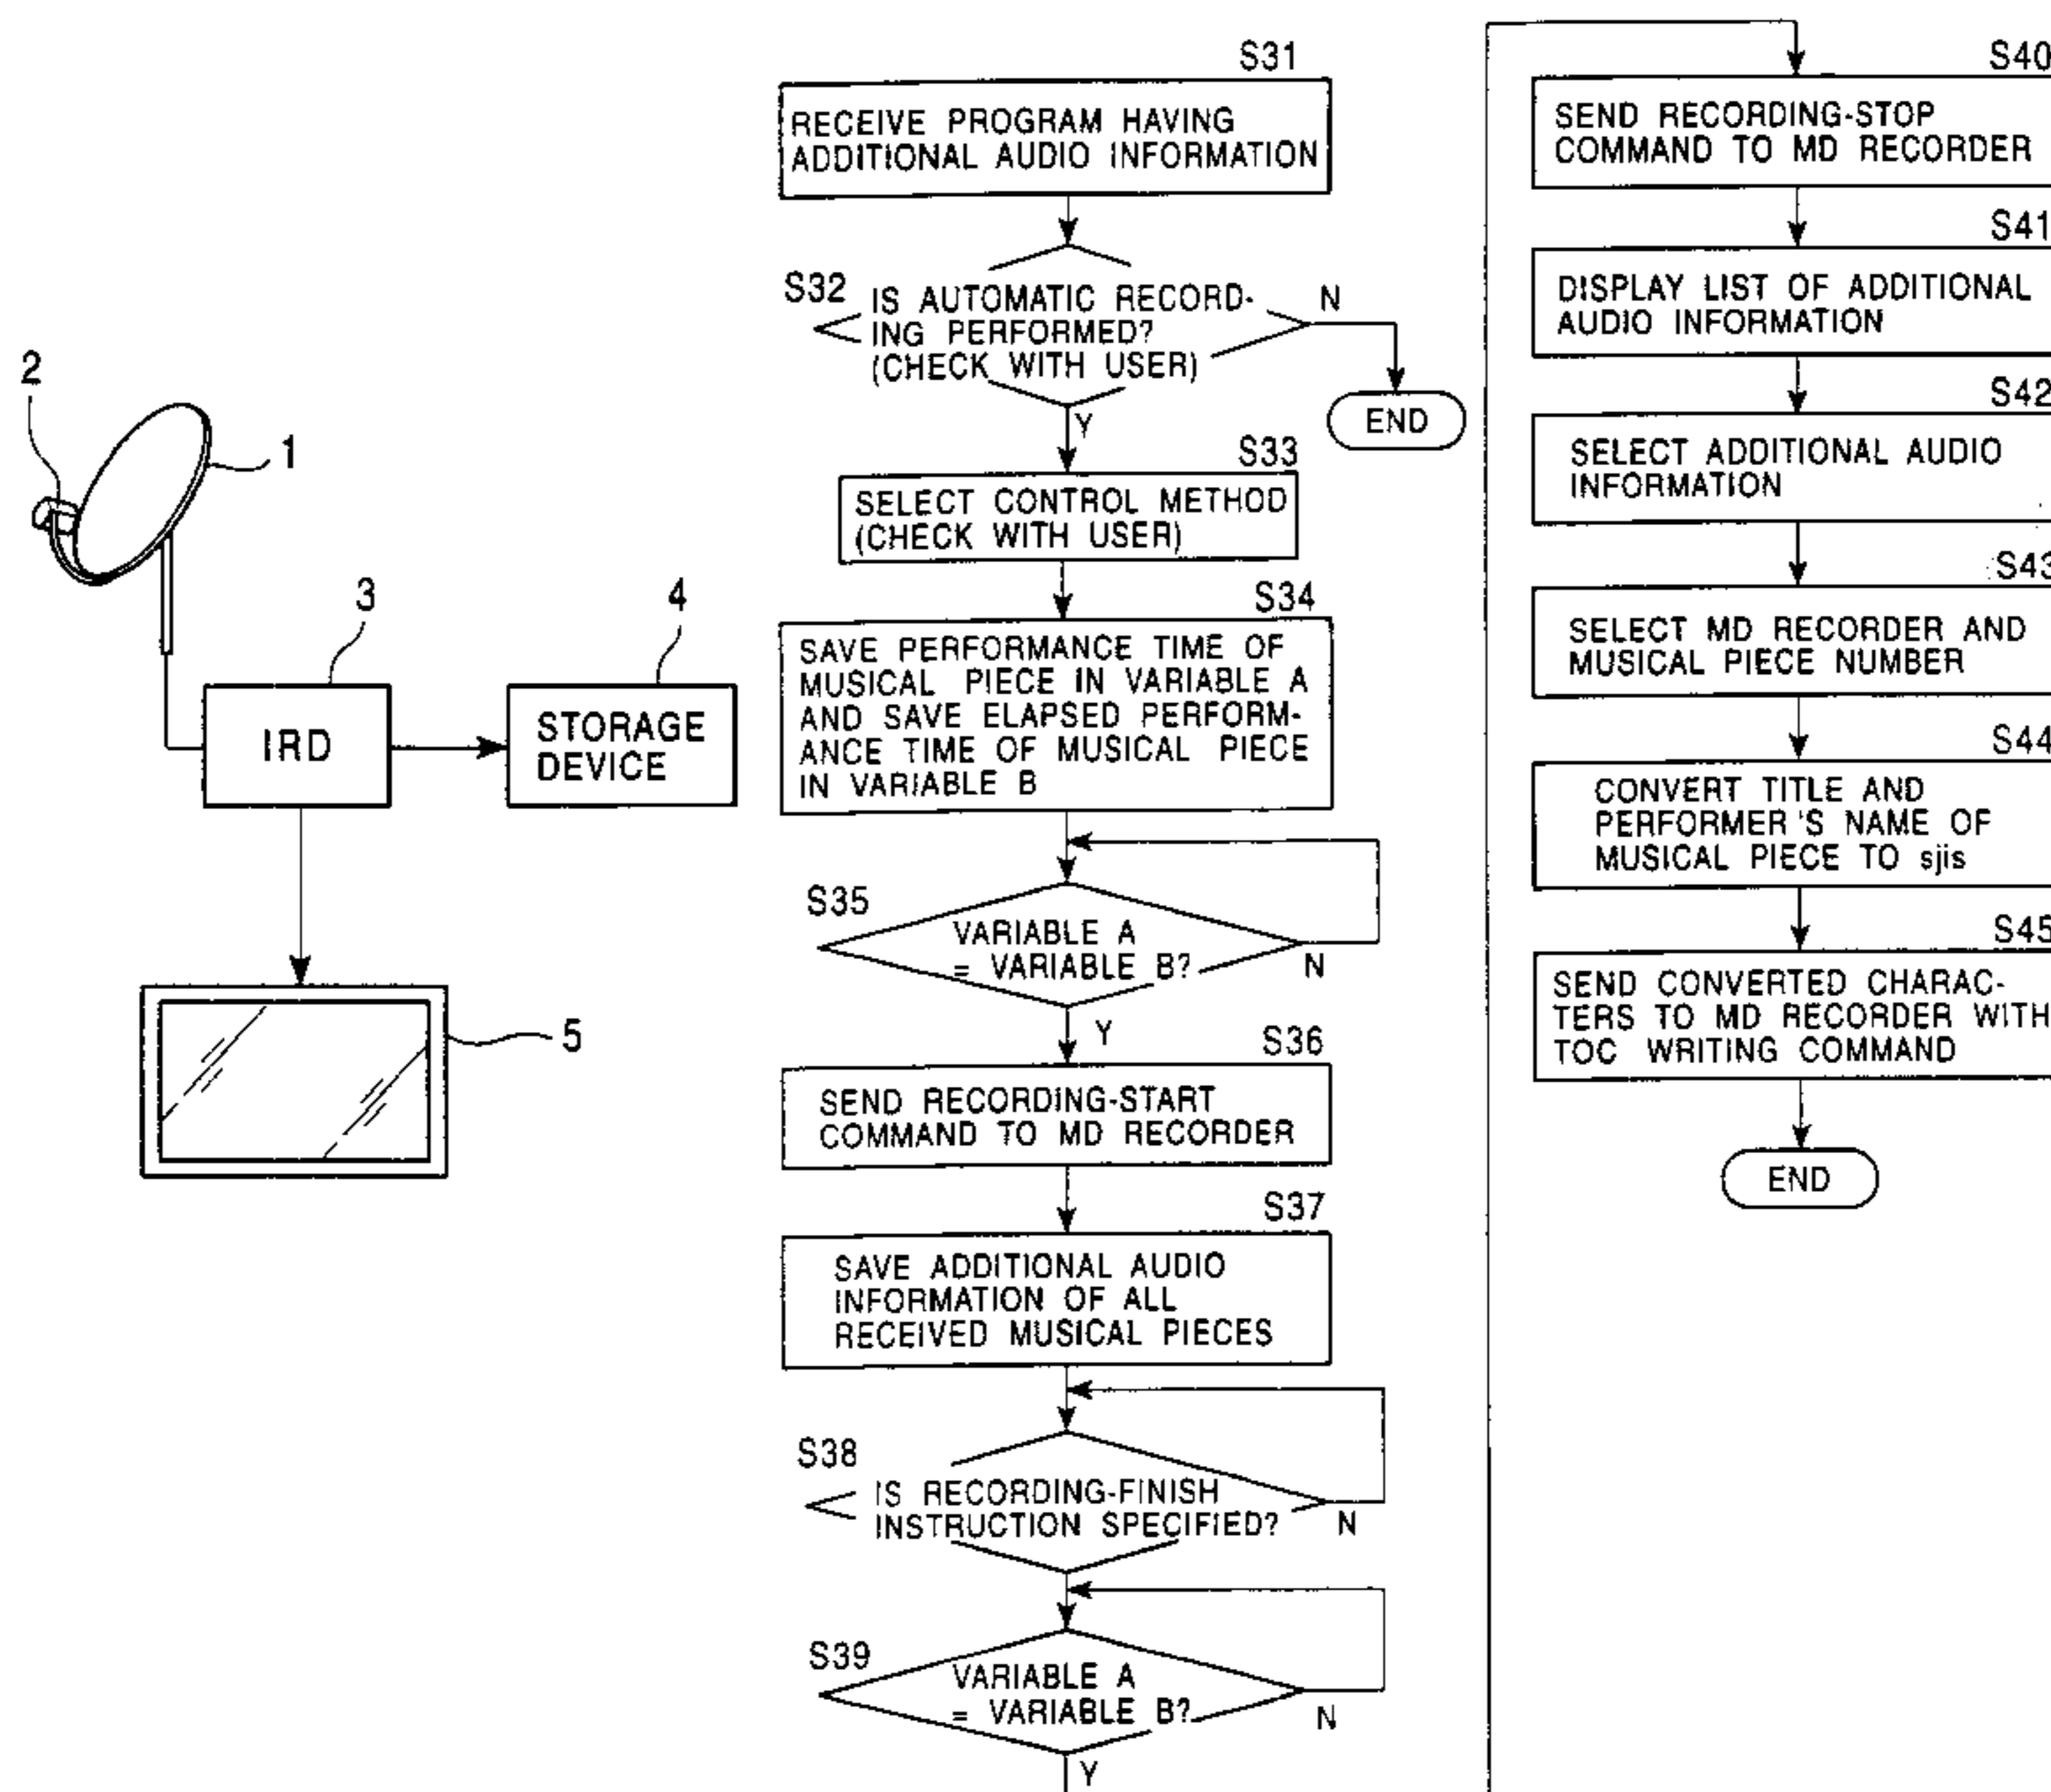 2
1
3
4
IRD
STORAGE
DEVICE
5
S31
RECEIVE PROGRAM HAVING
ADDITIONAL AUDIO INFORMATION
S32
IS AUTOMATIC RECORD-
ING PERFORMED?
(CHECK WITH USER)
N
END
Y
S33
SELECT CONTROL METHOD
(CHECK WITH USER)
S34
SAVE PERFORMANCE TIME OF
MUSICAL PIECE IN VARIABLE A
AND SAVE ELAPSED PERFORM-
ANCE TIME OF MUSICAL PIECE
IN VARIABLE B
S35
VARIABLE A
= VARIABLE B?
N
Y
S36
SEND RECORDING-START
COMMAND TO MD RECORDER
S37
SAVE ADDITIONAL AUDIO
INFORMATION OF ALL
RECEIVED MUSICAL PIECES
S38
IS RECORDING-FINISH
INSTRUCTION SPECIFIED?
N
S39
VARIABLE A
= VARIABLE B?
N
Y
S40
SEND RECORDING-STOP
COMMAND TO MD RECORDER
S41
DISPLAY LIST OF ADDITIONAL
AUDIO INFORMATION
S42
SELECT ADDITIONAL AUDIO
INFORMATION
S43
SELECT MD RECORDER AND
MUSICAL PIECE NUMBER
S44
CONVERT TITLE AND
PERFORMER'S NAME OF
MUSICAL PIECE TO sjis
S45
SEND CONVERTED CHARAC-
TERS TO MD RECORDER WITH
TOC WRITING COMMAND
END